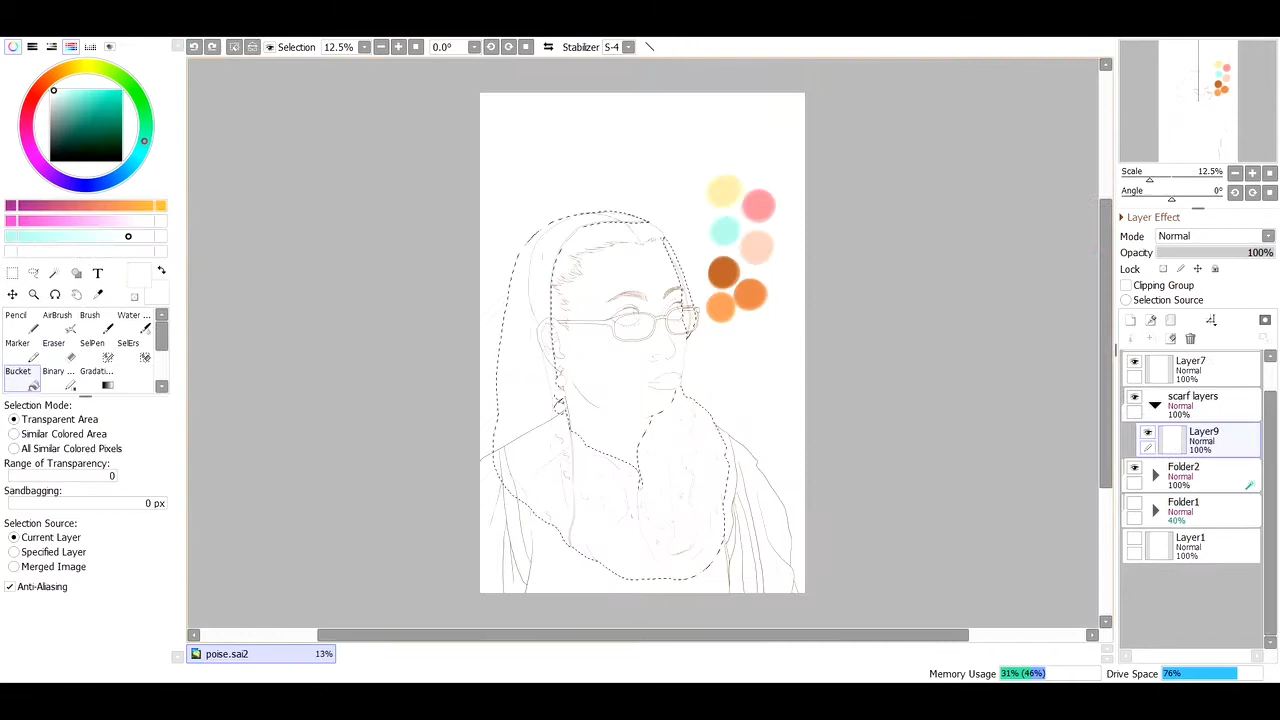 Selection 12.5% 0.0° Stabilizer S-4
Scale 12.5%
Angle 0°
Layer Effect
Mode Normal
Opacity 100%
Lock
Clipping Group
Selection Source
T
Pencil AirBrush Brush Water ...
Marker Eraser SelPen SelErs
Bucket Binary ... Gradati...
Selection Mode:
Transparent Area
Similar Colored Area
All Similar Colored Pixels
Range of Transparency:
0
Sandbagging:
0 px
Selection Source:
Current Layer
Specified Layer
Merged Image
Anti-Aliasing
Layer7
Normal
100%
scarf layers
Normal
100%
Layer9
Normal
100%
Folder2
Normal
100%
Folder1
Normal
40%
Layer1
Normal
100%
poise.sai2 13%
Memory Usage 31% (46%) Drive Space 76%